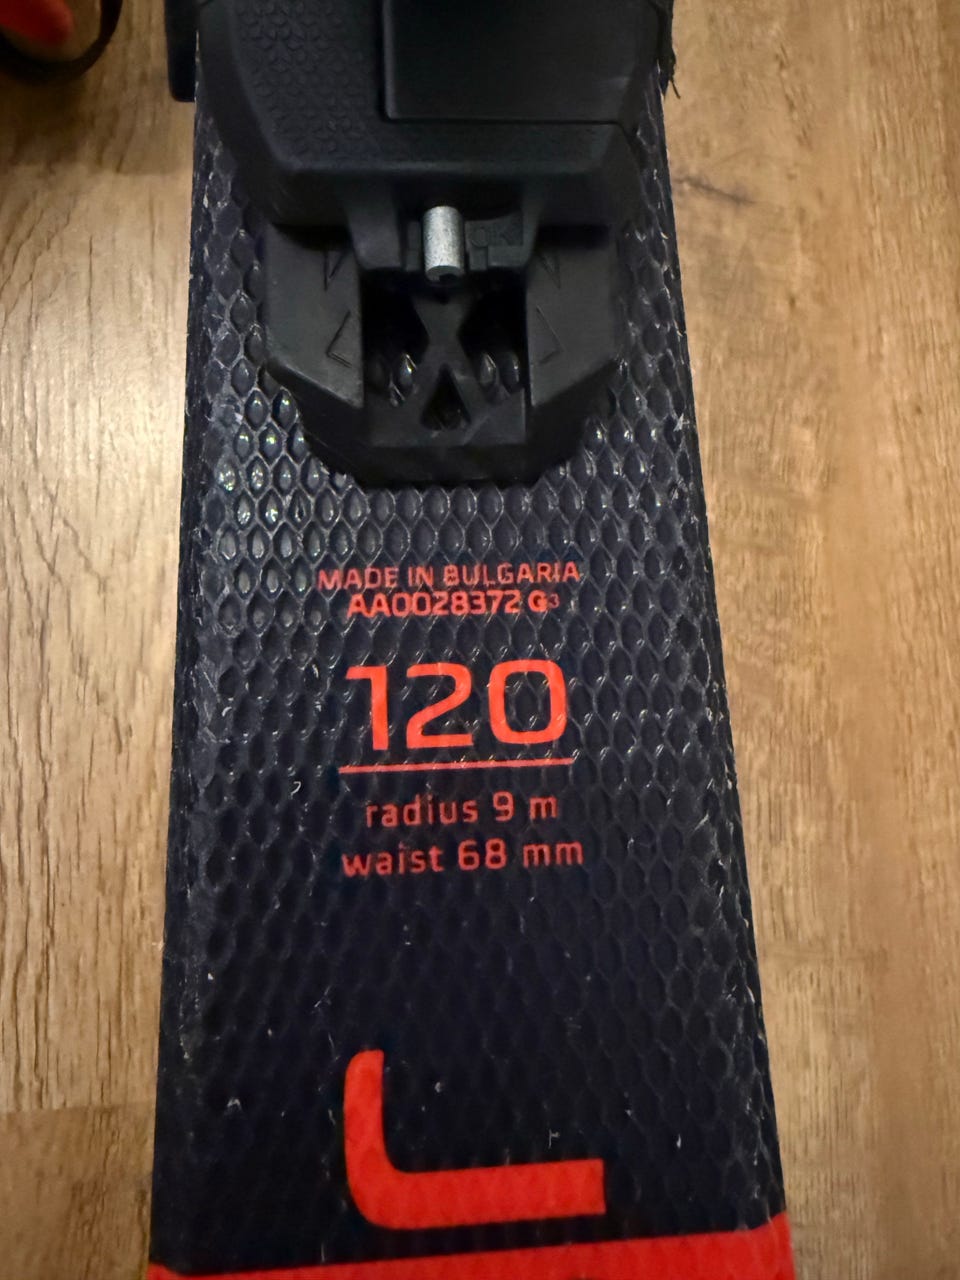 MADE IN BULGARIA
AA0028372 G3
120
radius 9 m
waist 68 mm